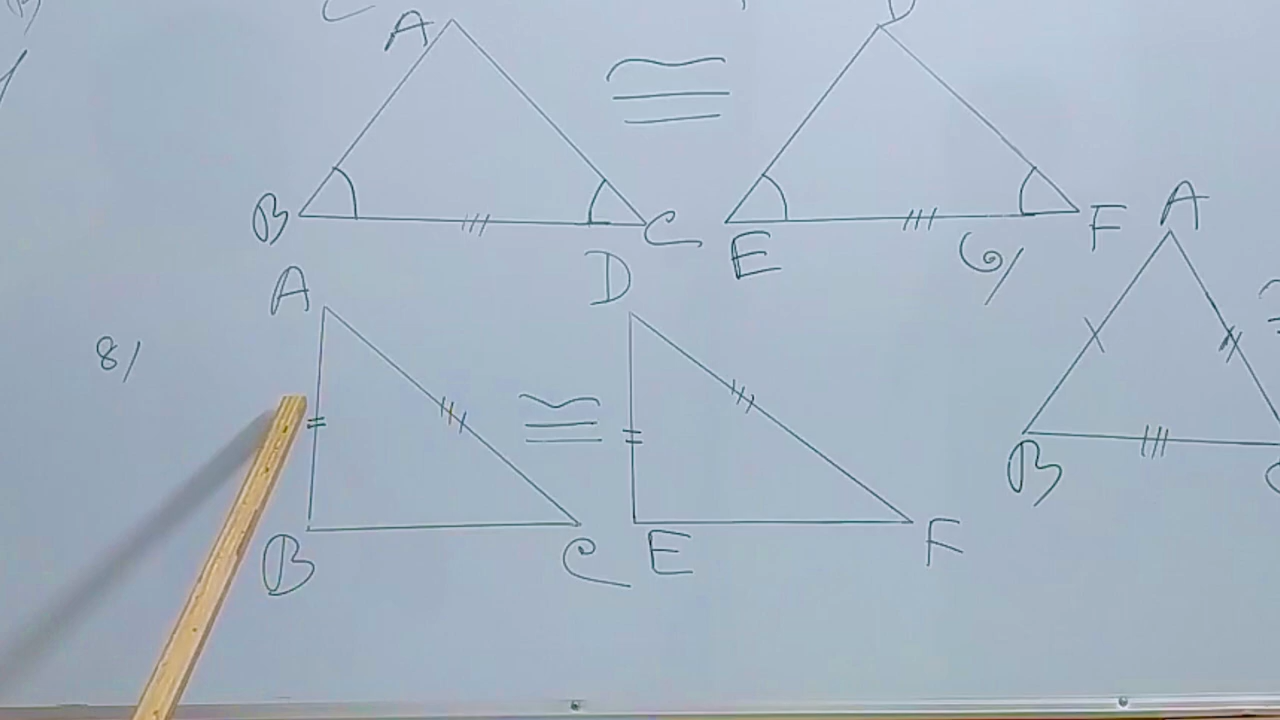 A ≅ D
B C E F
6/
A
8/ A ≅ D
B C E F
B